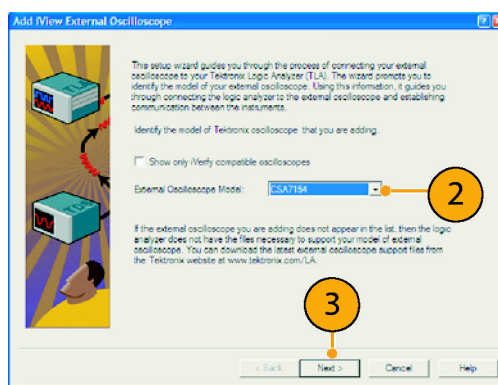 Add iView External Oscilloscope
This setup wizard guides you through the process of connecting your external
oscilloscope to your Tektronix Logic Analyzer (TLA). The wizard prompts you to
identify the model of your external oscilloscope. Using this information, it guides you
through connecting the logic analyzer to the external oscilloscope and establishing
communication between the instruments.
Identify the model of Tektronix oscilloscope that you are adding.
Show only iVerify compatible oscilloscopes
External Oscilloscope Model: CSA7154
2
If the external oscilloscope you are adding does not appear in the list, then the logic
analyzer does not have the files necessary to support your model of external
oscilloscope. You can download the latest external oscilloscope support files from
the Tektronix website at www.tektronix.com/LA.
3
< Back Next > Cancel Help
TLA
TDS